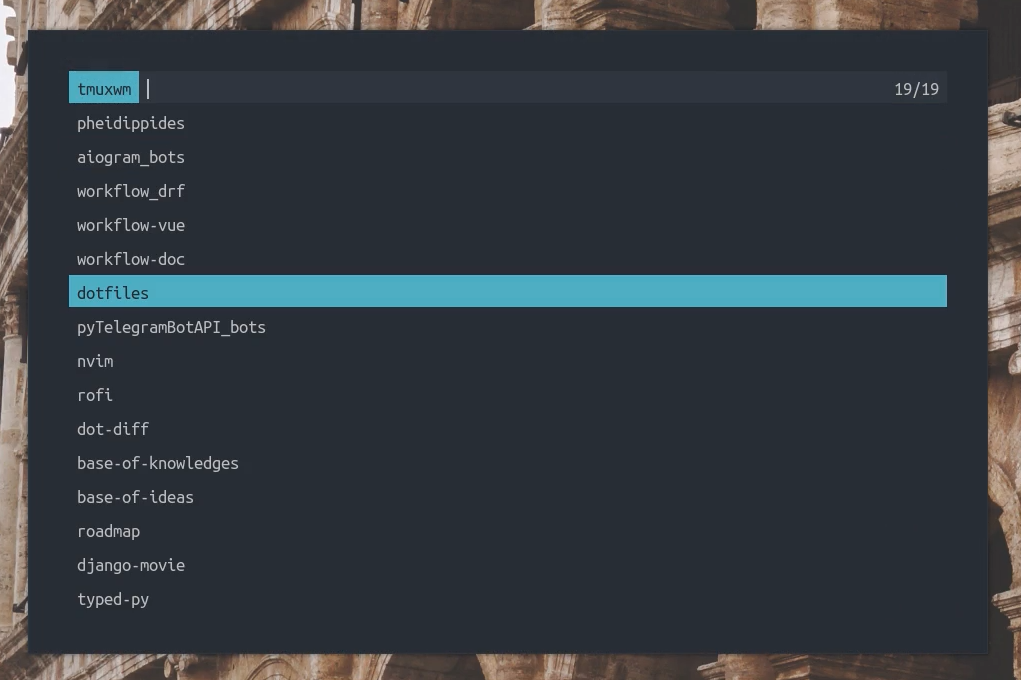 tmuxwm 19/19
pheidippides
aiogram_bots
workflow_drf
workflow-vue
workflow-doc
dotfiles
pyTelegramBotAPI_bots
nvim
rofi
dot-diff
base-of-knowledges
base-of-ideas
roadmap
django-movie
typed-py